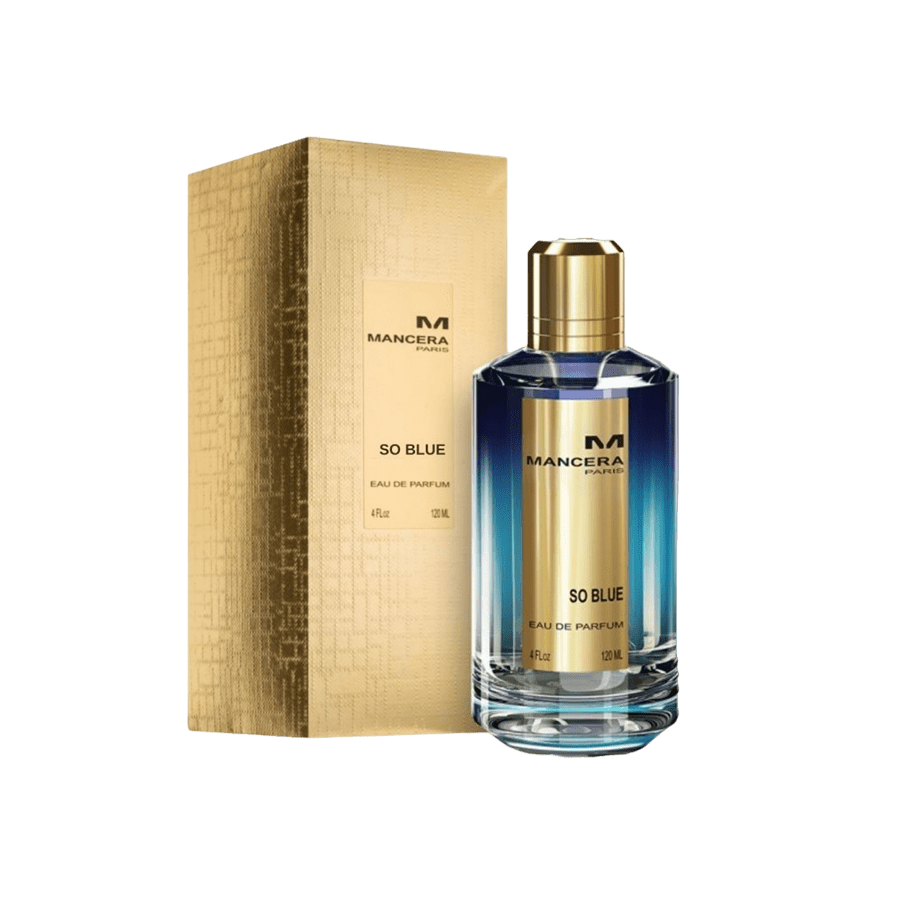 M
MANCERA
PARIS
SO BLUE
EAU DE PARFUM
4 FLoz 120 ML
M
MANCERA
PARIS
SO BLUE
EAU DE PARFUM
4 FLoz 120 ML